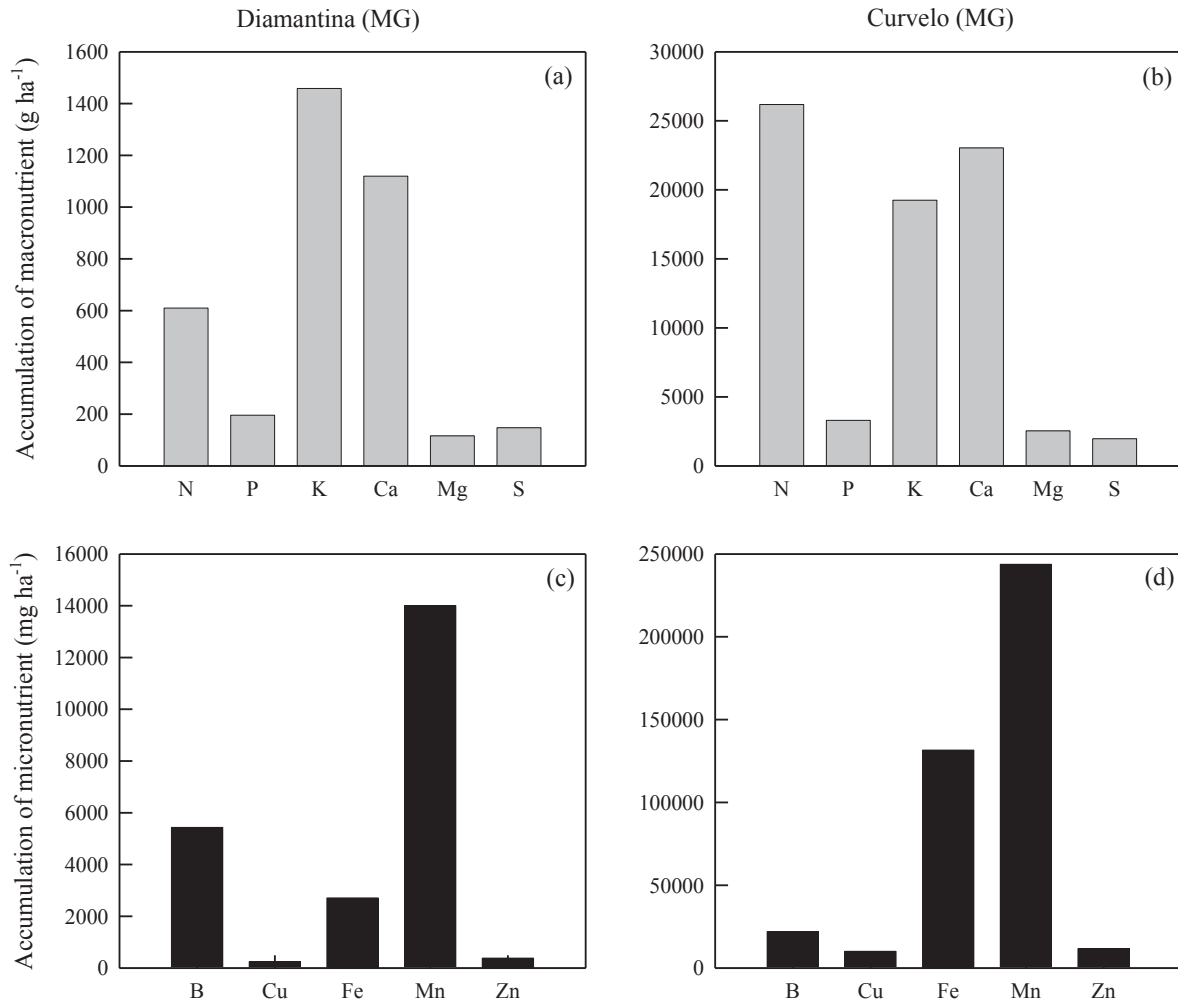 Diamantina (MG)
Curvelo (MG)
Accumulation of macronutrient (g ha-1)
1600
1400
1200
1000
800
600
400
200
0
(a)
N P K Ca Mg S
30000
25000
20000
15000
10000
5000
0
(b)
N P K Ca Mg S
Accumulation of micronutrient (mg ha-1)
16000
14000
12000
10000
8000
6000
4000
2000
0
(c)
B Cu Fe Mn Zn
250000
200000
150000
100000
50000
0
(d)
B Cu Fe Mn Zn